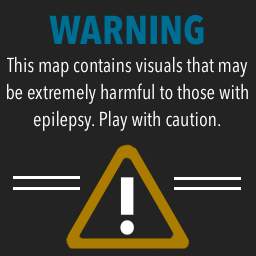 WARNING
This map contains visuals that may
be extremely harmful to those with
epilepsy. Play with caution.
!